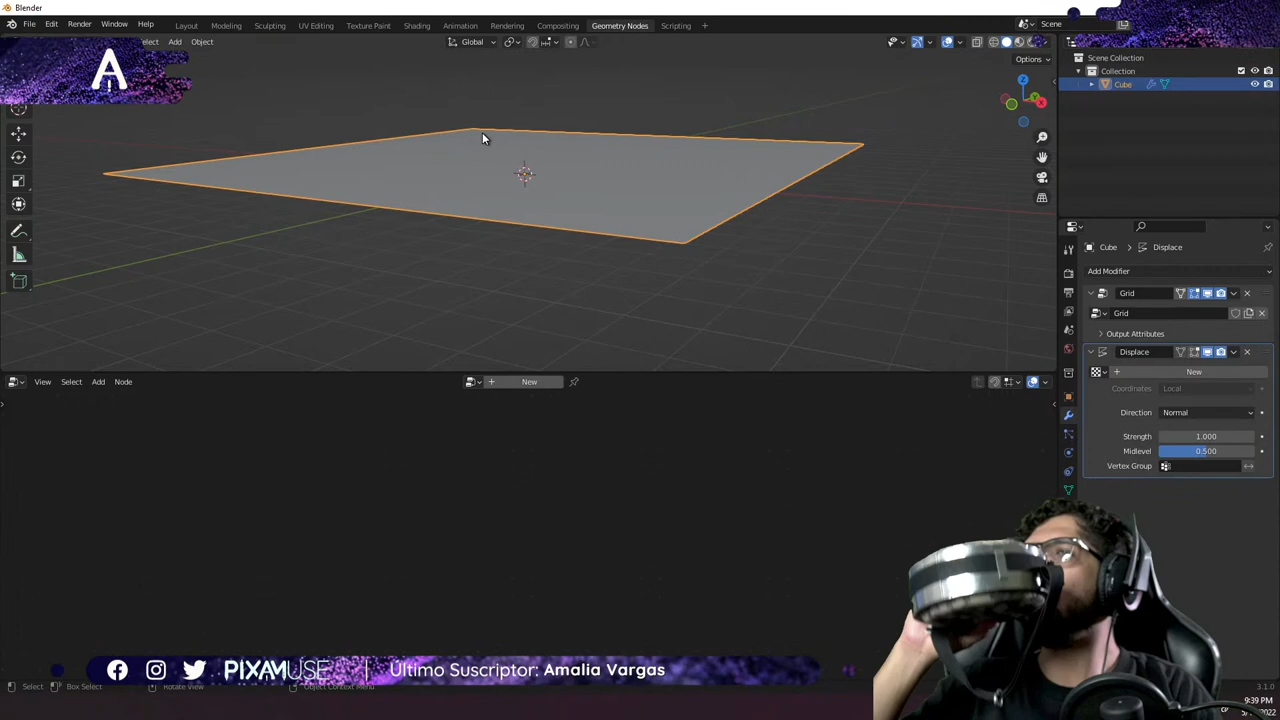 Blender
File Edit Render Window Help
Layout Modeling Sculpting UV Editing Texture Paint Shading Animation Rendering Compositing Geometry Nodes Scripting +
Scene
Select Add Object
Global
Options
Z
X
Scene Collection
Collection
Cube
Cube > Displace
Add Modifier
Grid
Grid
> Output Attributes
Displace
+ New
Coordinates Local
Direction Normal
Strength 1.000
Midlevel 0.500
Vertex Group
View Select Add Node
+ New
PIXAMUSE | Último Suscriptor: Amalia Vargas
Select Box Select Rotate View Object Context Menu
3.1.0
9:39 PM
2022